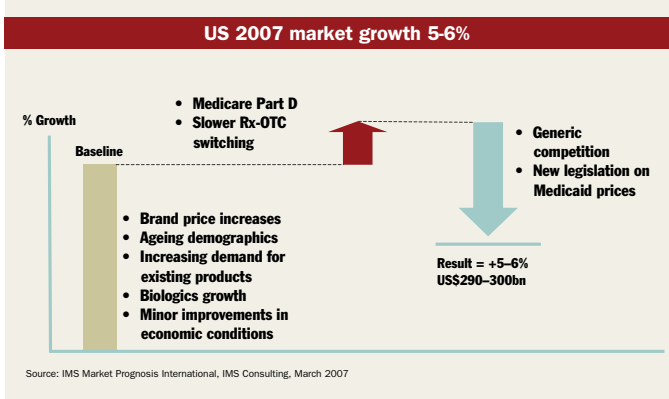 US 2007 market growth 5-6%
% Growth
Baseline
• Medicare Part D
• Slower Rx-OTC
switching
• Brand price increases
• Ageing demographics
• Increasing demand for
existing products
• Biologics growth
• Minor improvements in
economic conditions
• Generic
competition
• New legislation on
Medicaid prices
Result = +5–6%
US$290–300bn
Source: IMS Market Prognosis International, IMS Consulting, March 2007